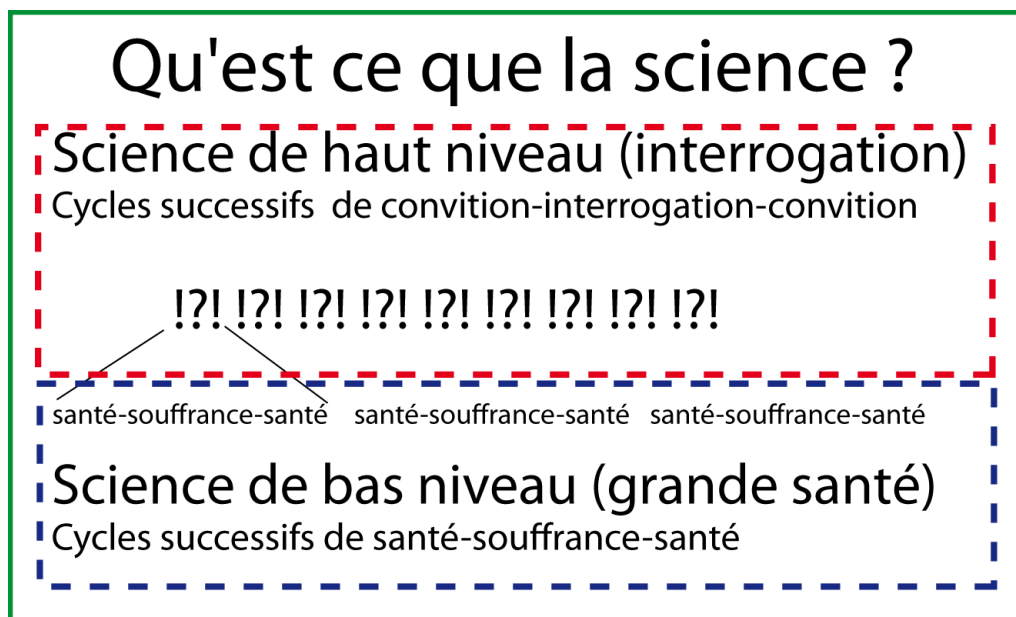 Qu'est ce que la science ?
Science de haut niveau (interrogation)
Cycles successifs de convition-interrogation-convition
!?! !?! !?! !?! !?! !?! !?! !?! !?!
santé-souffrance-santé santé-souffrance-santé santé-souffrance-santé
Science de bas niveau (grande santé)
Cycles successifs de santé-souffrance-santé